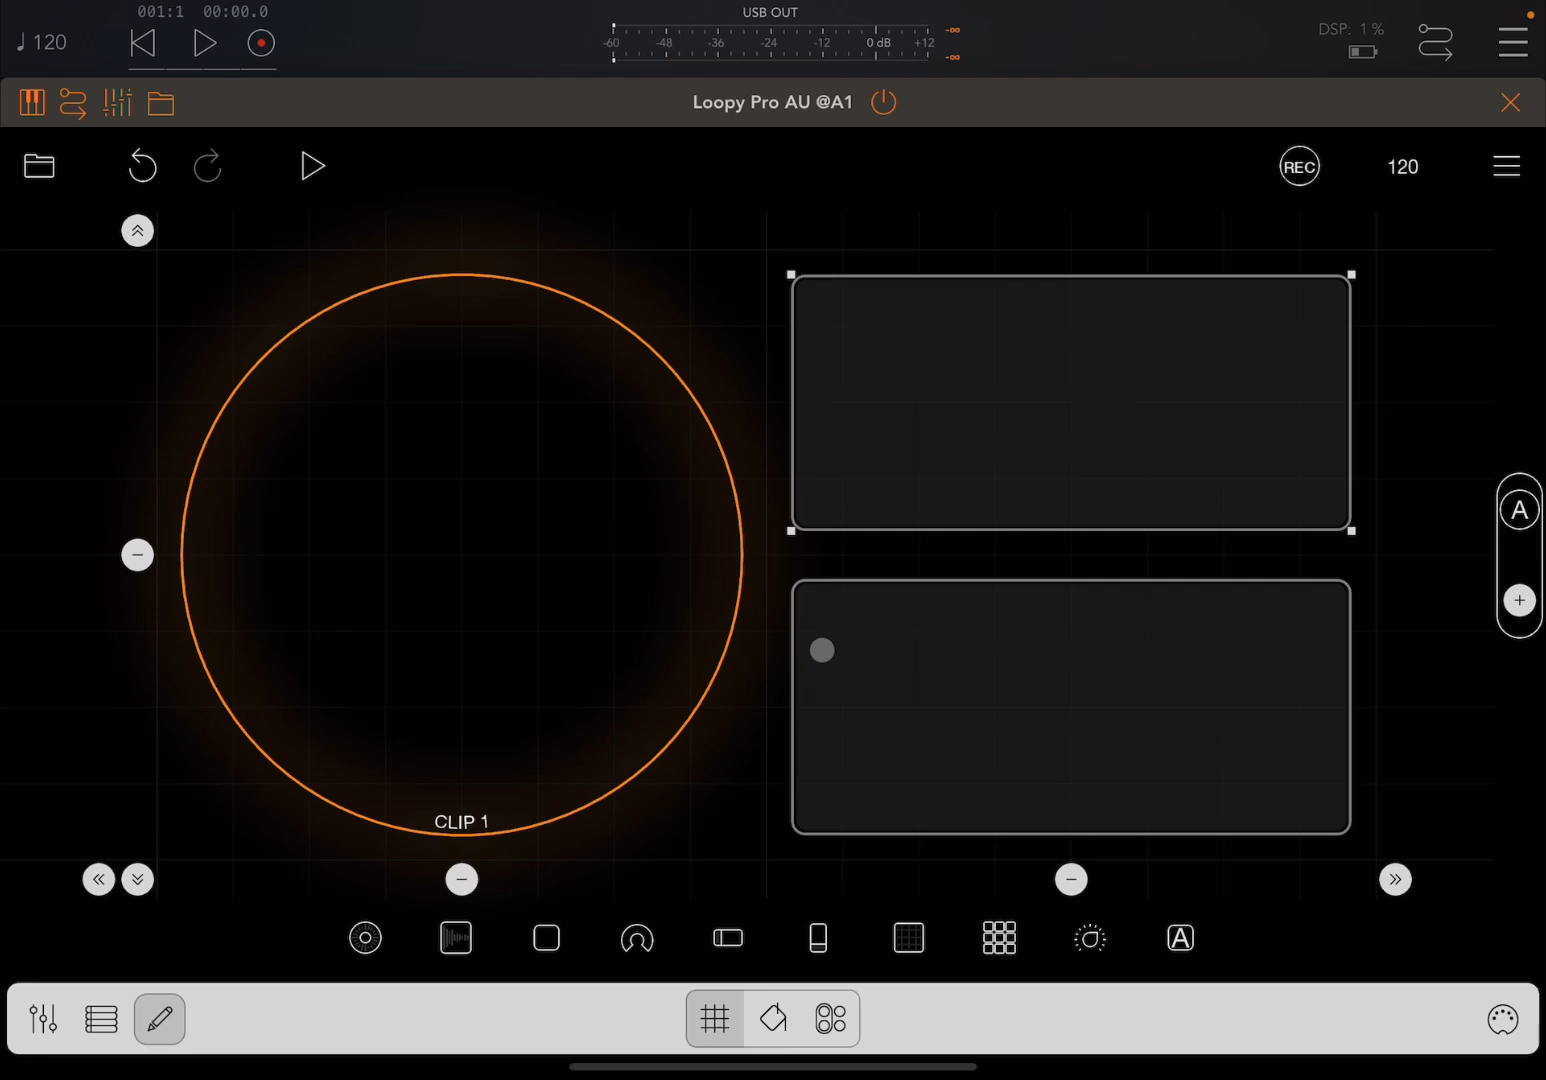 001:1 00:00.0
♩120
USB OUT
-60 -48 -36 -24 -12 0 dB +12
-∞
-∞
DSP: 1 %
Loopy Pro AU @A1
REC
120
A
CLIP 1
A